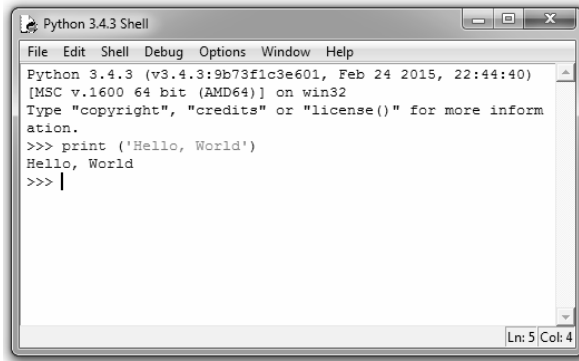 Python 3.4.3 Shell
File Edit Shell Debug Options Window Help
Python 3.4.3 (v3.4.3:9b73f1c3e601, Feb 24 2015, 22:44:40)
[MSC v.1600 64 bit (AMD64)] on win32
Type "copyright", "credits" or "license()" for more inform
ation.
>>> print ('Hello, World')
Hello, World
>>>
Ln: 5 Col: 4